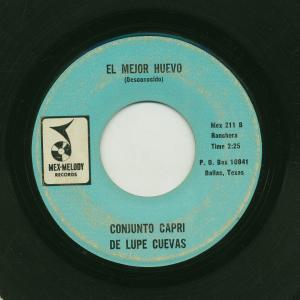 EL MEJOR HUEVO
(Desconocido)
Mex 211 B
Ranchera
Time 2:25
P. O. Box 10841
Dallas, Texas
MEX-MELODY
RECORDS
CONJUNTO CAPRI
DE LUPE CUEVAS